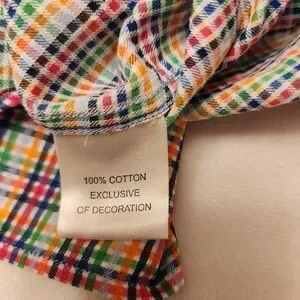 100% COTTON
EXCLUSIVE
OF DECORATION